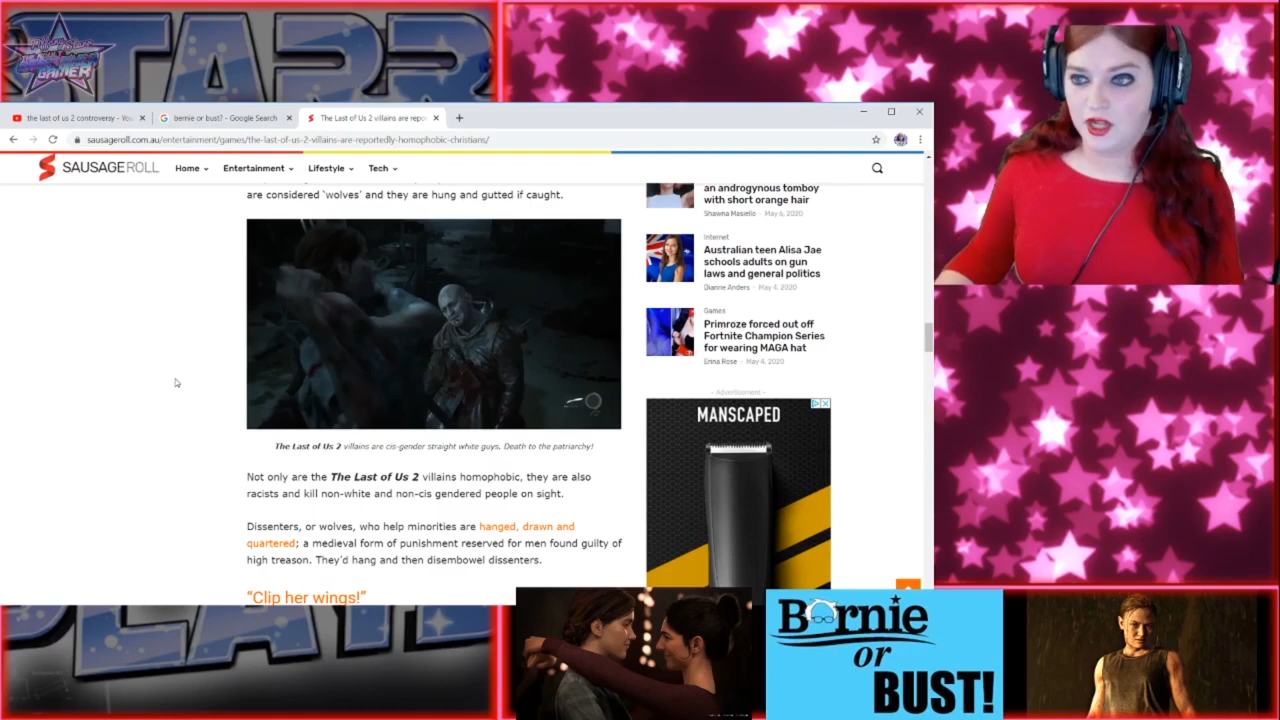 STARR
GAMER
the last of us 2 controversy - You
bernie or bust? - Google Search
The Last of Us 2 villains are repo
sausageroll.com.au/entertainment/games/the-last-of-us-2-villains-are-reportedly-homophobic-christians/
SAUSAGE ROLL
Home
Entertainment
Lifestyle
Tech
are considered 'wolves' and they are hung and gutted if caught.
The Last of Us 2 villains are cis-gender straight white guys. Death to the patriarchy!
Not only are the The Last of Us 2 villains homophobic, they are also
racists and kill non-white and non-cis gendered people on sight.
Dissenters, or wolves, who help minorities are hanged, drawn and
quartered; a medieval form of punishment reserved for men found guilty of
high treason. They'd hang and then disembowel dissenters.
"Clip her wings!"
an androgynous tomboy
with short orange hair
Shawna Masiello - May 6, 2020
Internet
Australian teen Alisa Jae
schools adults on gun
laws and general politics
Dianne Anders - May 4, 2020
Games
Primroze forced out off
Fortnite Champion Series
for wearing MAGA hat
Erina Rose - May 4, 2020
- Advertisement -
MANSCAPED
PLAY
Bernie
or
BUST!